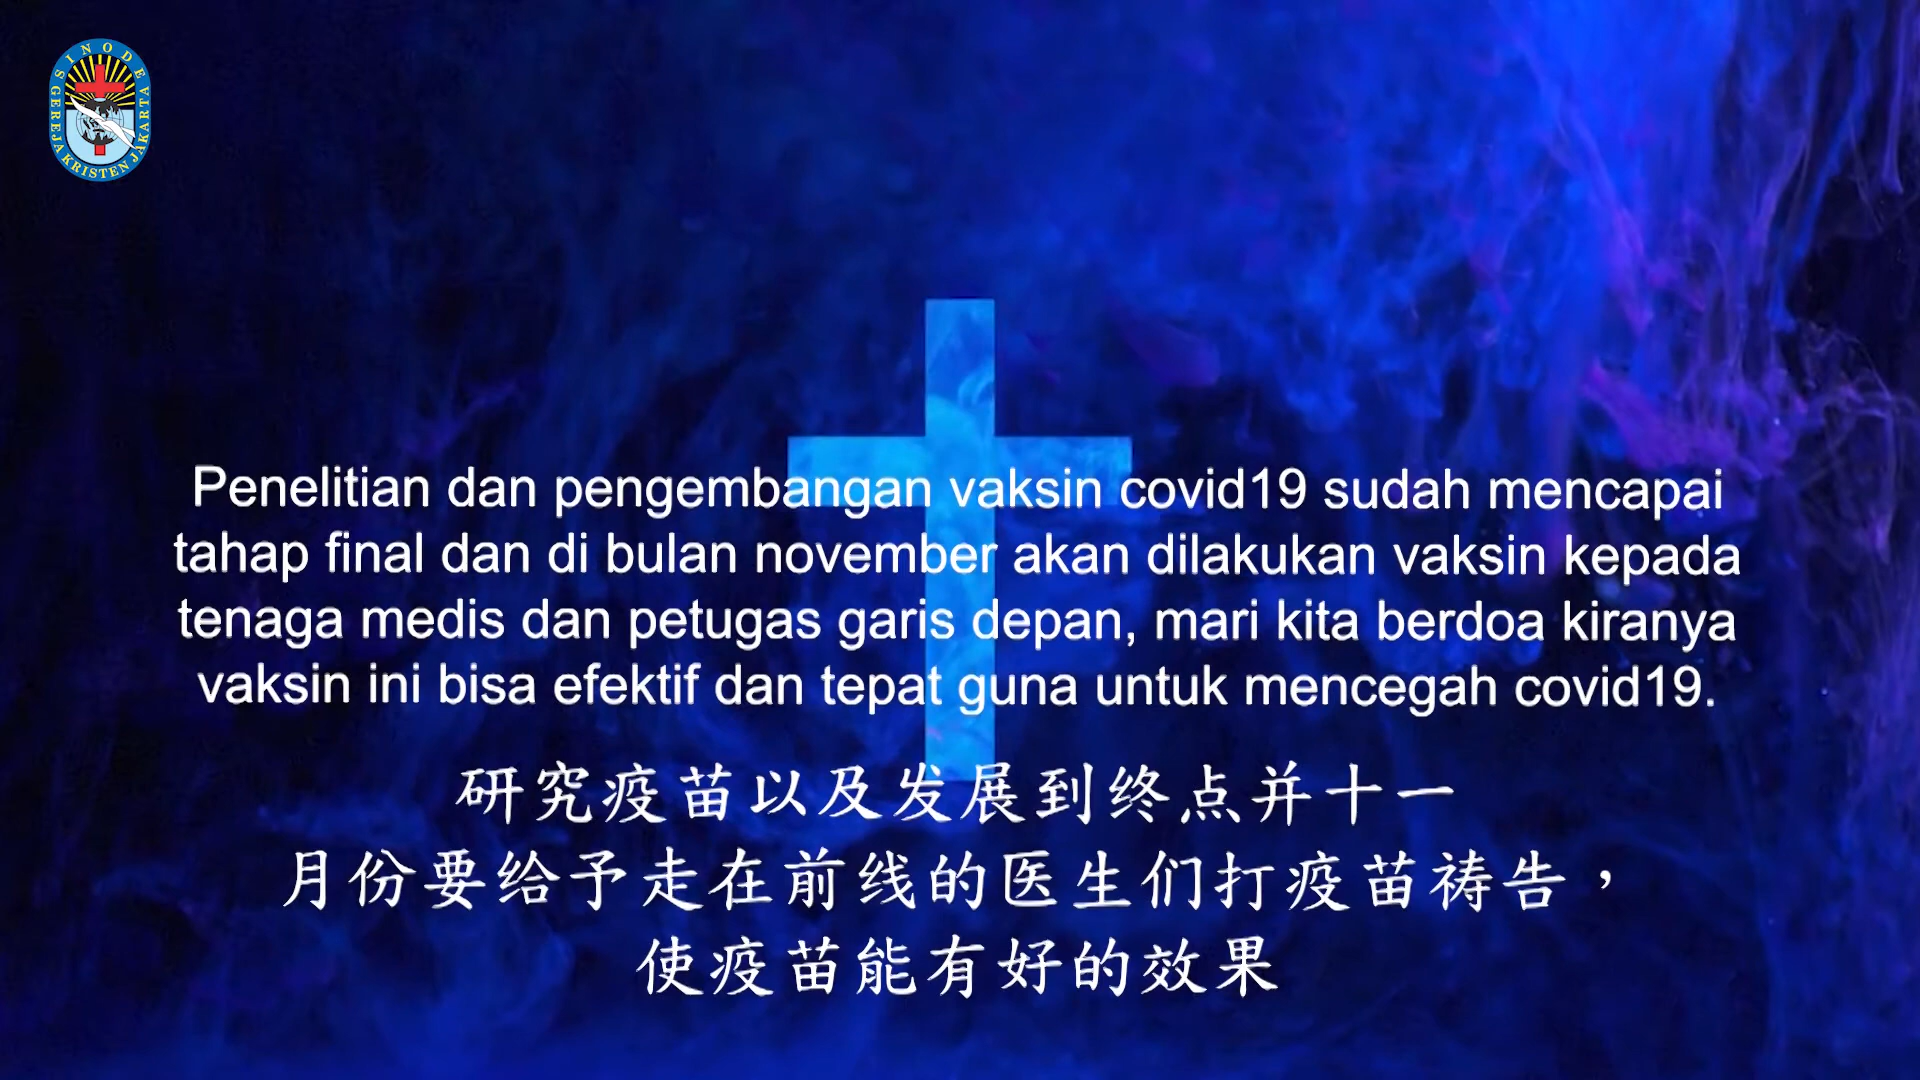 SINODE GEREJA KRISTEN JAKARTA
Penelitian dan pengembangan vaksin covid19 sudah mencapai
tahap final dan di bulan november akan dilakukan vaksin kepada
tenaga medis dan petugas garis depan, mari kita berdoa kiranya
vaksin ini bisa efektif dan tepat guna untuk mencegah covid19.
研究疫苗以及发展到终点并十一
月份要给予走在前线的医生们打疫苗祷告，
使疫苗能有好的效果